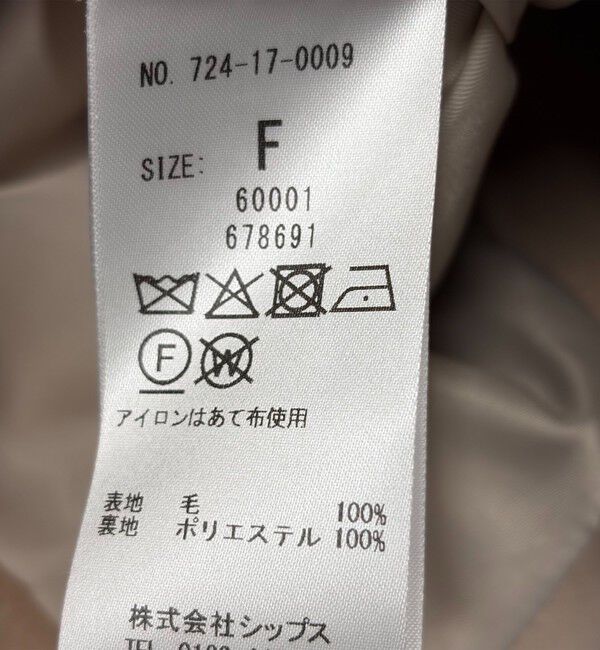 NO. 724-17-0009
SIZE: F
60001
678691
F W
アイロンはあて布使用
表地 毛 100%
裏地 ポリエステル 100%
株式会社シップス
TEL